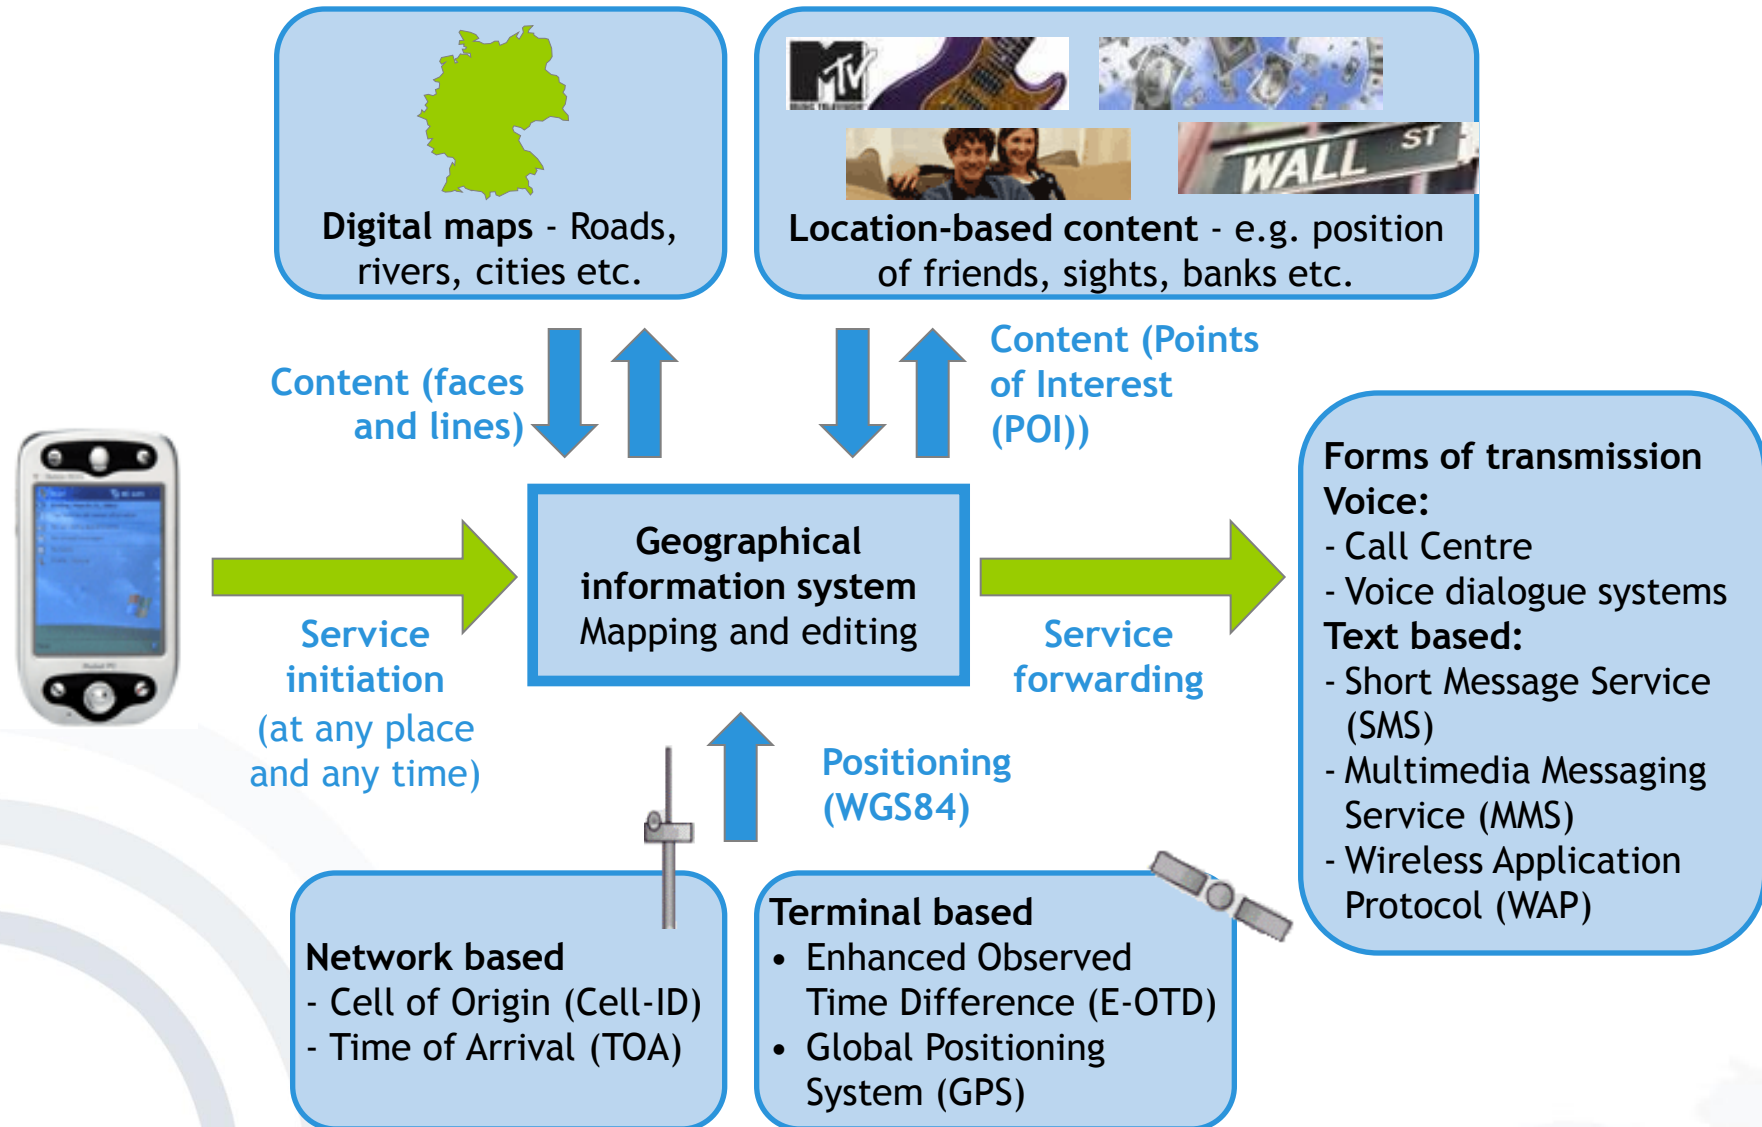 MTV
MUSIC TELEVISION
WALL ST
Digital maps - Roads,
rivers, cities etc.
Location-based content - e.g. position
of friends, sights, banks etc.
Content (faces
and lines)
Content (Points
of Interest
(POI))
Geographical
information system
Mapping and editing
Service
initiation
(at any place
and any time)
Service
forwarding
Positioning
(WGS84)
Forms of transmission
Voice:
- Call Centre
- Voice dialogue systems
Text based:
- Short Message Service
(SMS)
- Multimedia Messaging
Service (MMS)
- Wireless Application
Protocol (WAP)
Network based
- Cell of Origin (Cell-ID)
- Time of Arrival (TOA)
Terminal based
• Enhanced Observed
Time Difference (E-OTD)
• Global Positioning
System (GPS)